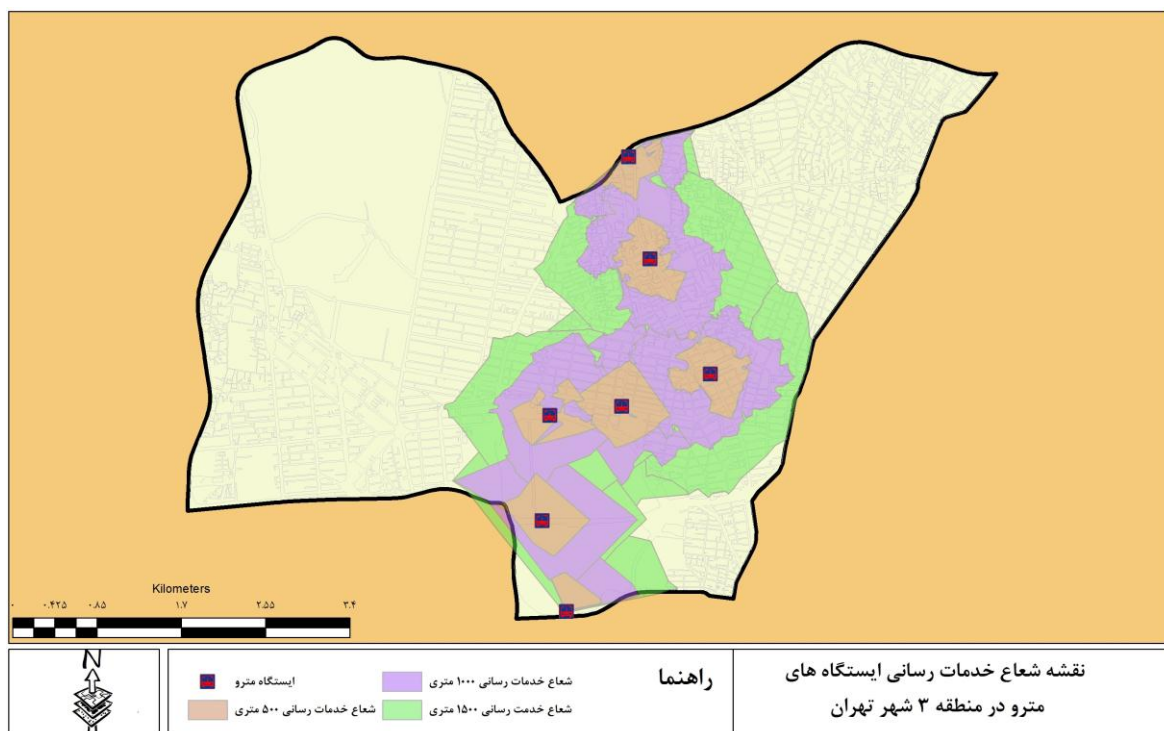 Kilometers
۰ ۰.۴۲۵ ۰.۸۵ ۱.۷ ۲.۵۵ ۳.۴
N
راهنما
ایستگاه مترو
شعاع خدمات رسانی ۱۰۰۰ متری
شعاع خدمات رسانی ۵۰۰ متری
شعاع خدمت رسانی ۱۵۰۰ متری
نقشه شعاع خدمات رسانی ایستگاه های
مترو در منطقه ۳ شهر تهران